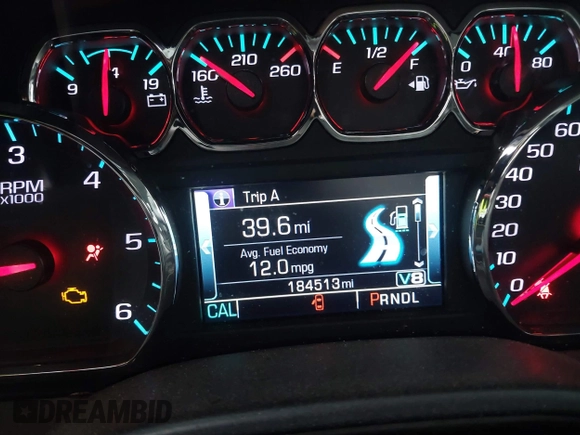 9 14 19
160 210 260
E 1/2 F
0 40 80
3 4 5 6
RPM
x1000
Trip A
39.6 mi
Avg. Fuel Economy
12.0 mpg
184513 mi
V8
CAL
PRNDL
60
50
40
30
20
10
0
DREAMBID